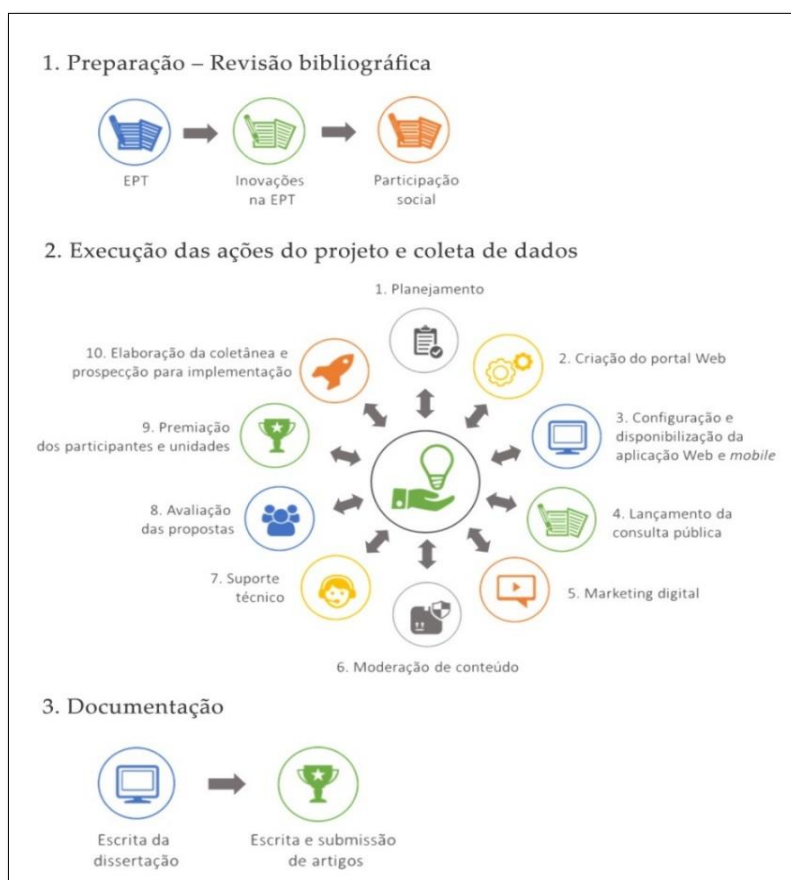 1. Preparação – Revisão bibliográfica
EPT
Inovações
na EPT
Participação
social
2. Execução das ações do projeto e coleta de dados
1. Planejamento
2. Criação do portal Web
3. Configuração e
disponibilização da
aplicação Web e mobile
4. Lançamento da
consulta pública
5. Marketing digital
6. Moderação de conteúdo
7. Suporte
técnico
8. Avaliação
das propostas
9. Premiação
dos participantes e unidades
10. Elaboração da coletânea e
prospecção para implementação
3. Documentação
Escrita da
dissertação
Escrita e submissão
de artigos